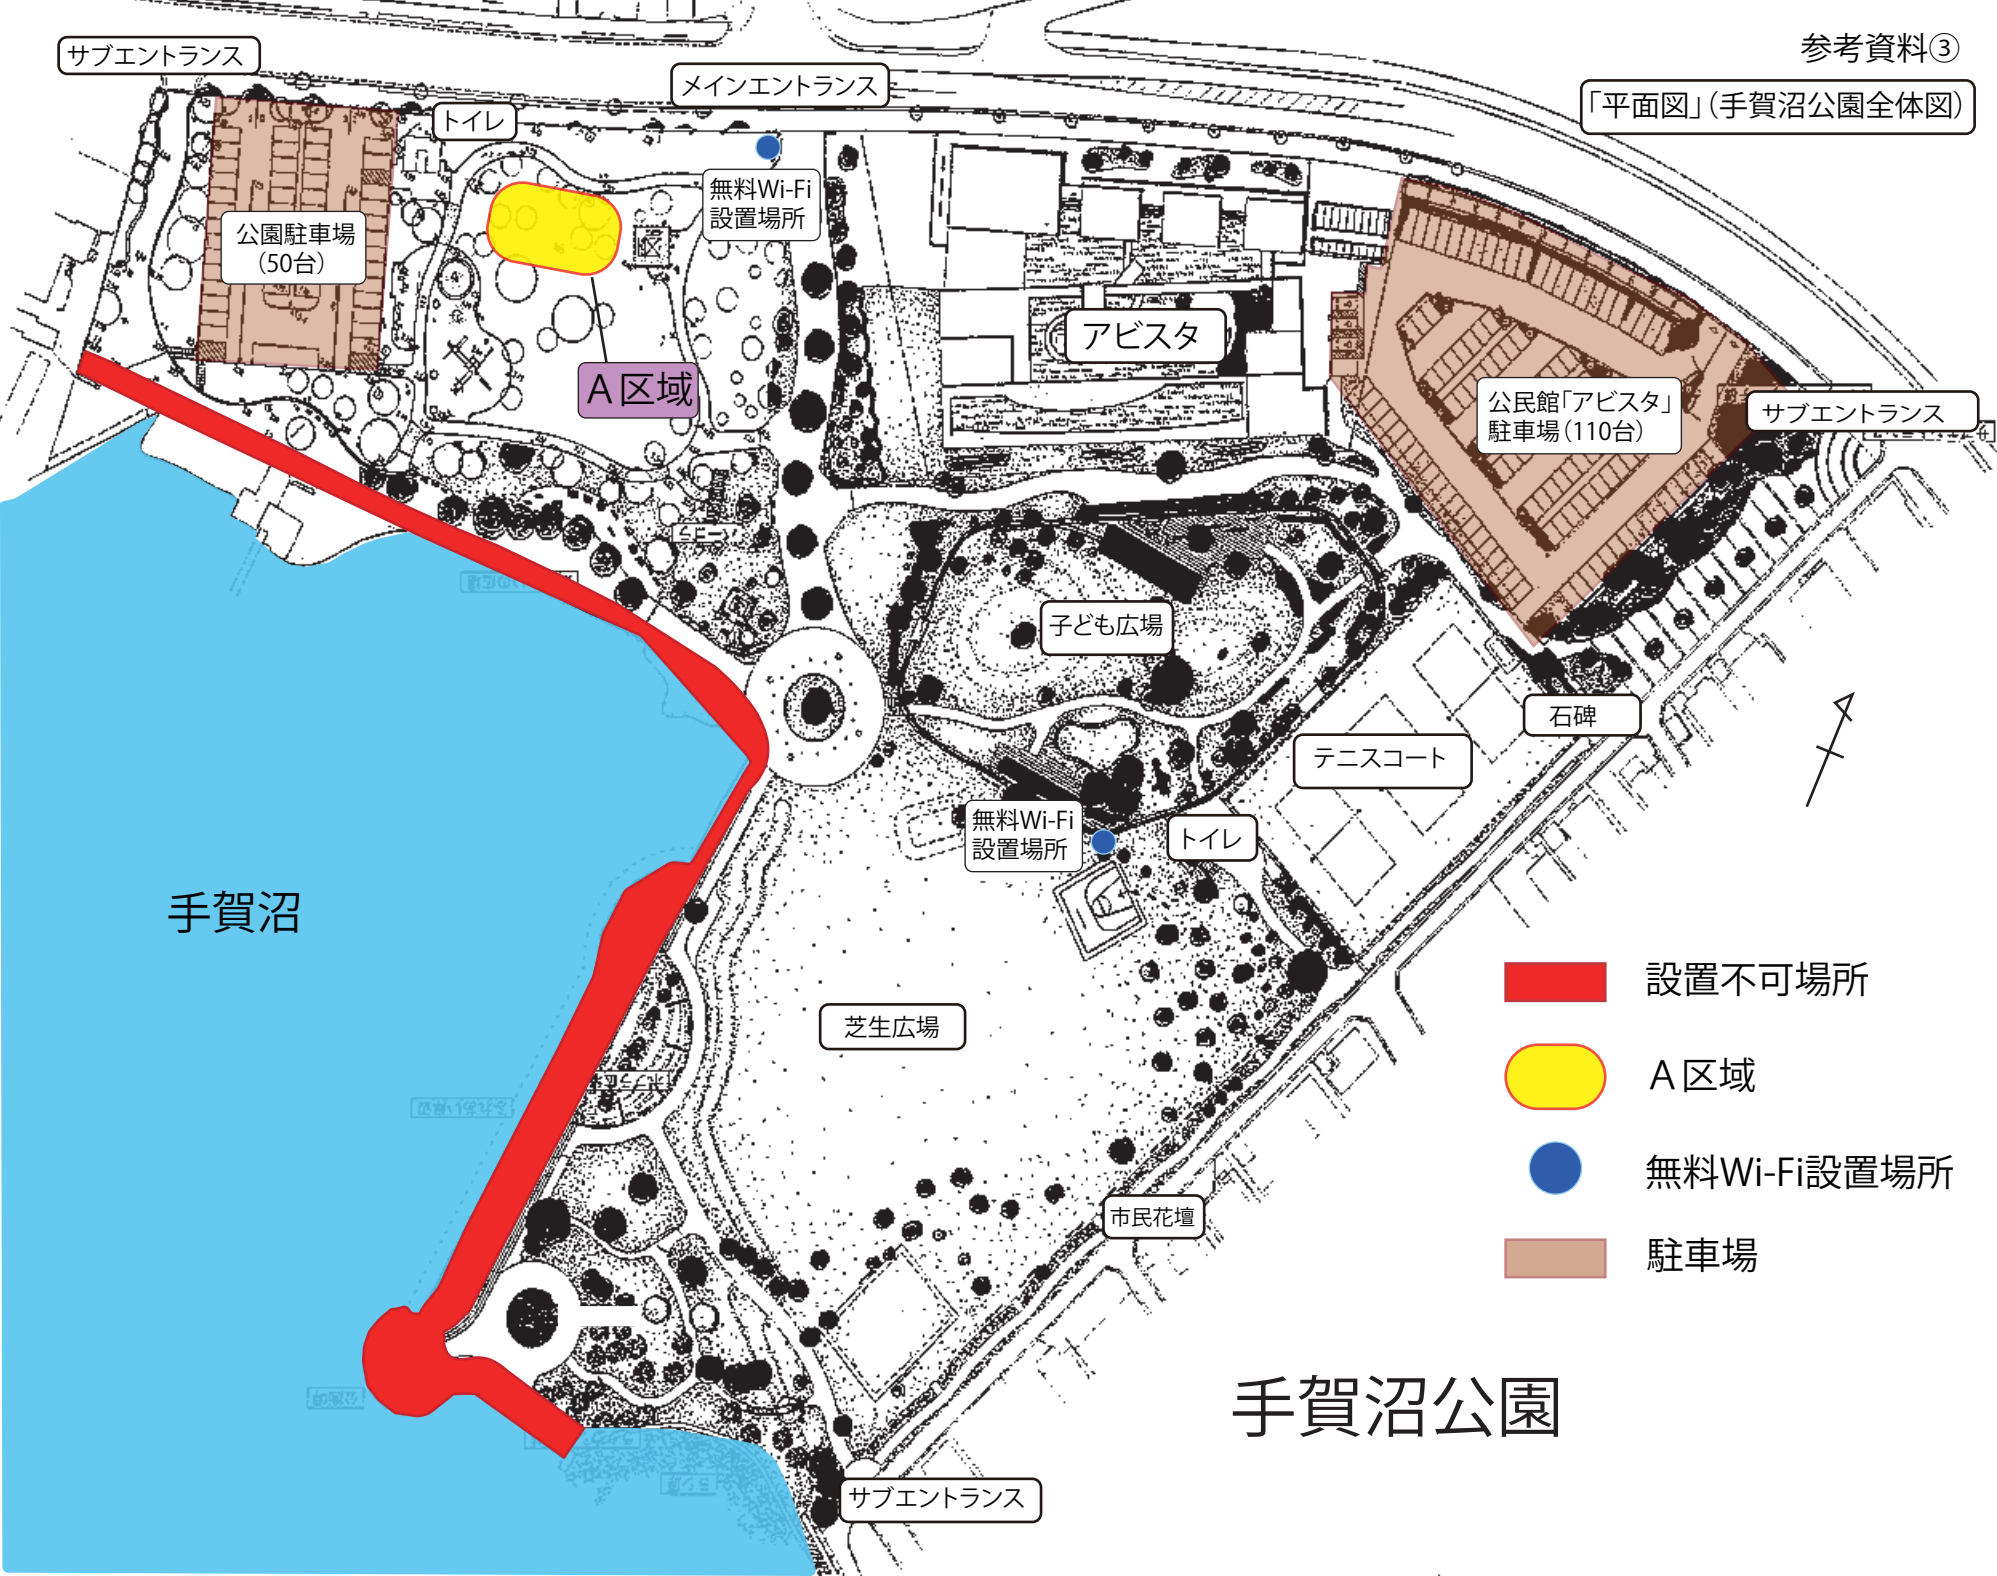 参考資料③
「平面図」(手賀沼公園全体図)
サブエントランス
メインエントランス
トイレ
無料Wi-Fi
設置場所
公園駐車場
(50台)
A区域
アビスタ
公民館「アビスタ」
駐車場(110台)
サブエントランス
子ども広場
石碑
テニスコート
無料Wi-Fi
設置場所
トイレ
手賀沼
芝生広場
設置不可場所
A区域
無料Wi-Fi設置場所
駐車場
市民花壇
手賀沼公園
サブエントランス